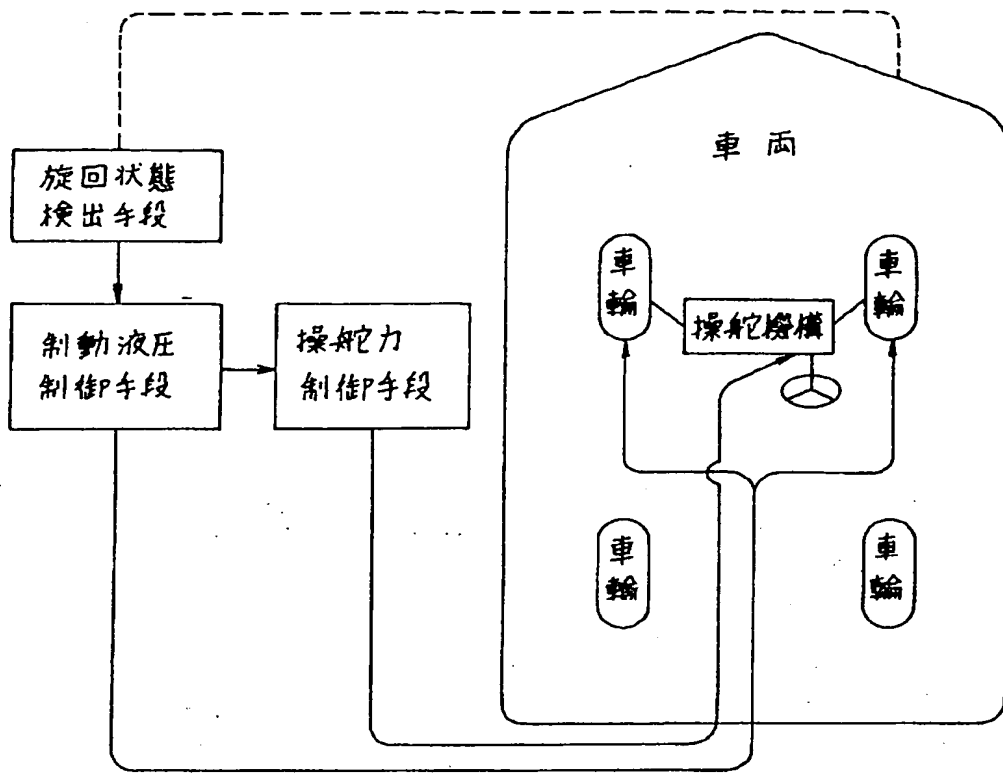 車両
旋回状態
検出手段
車輪
車輪
操舵機構
制動液圧
制御手段
操舵力
制御手段
車輪
車輪